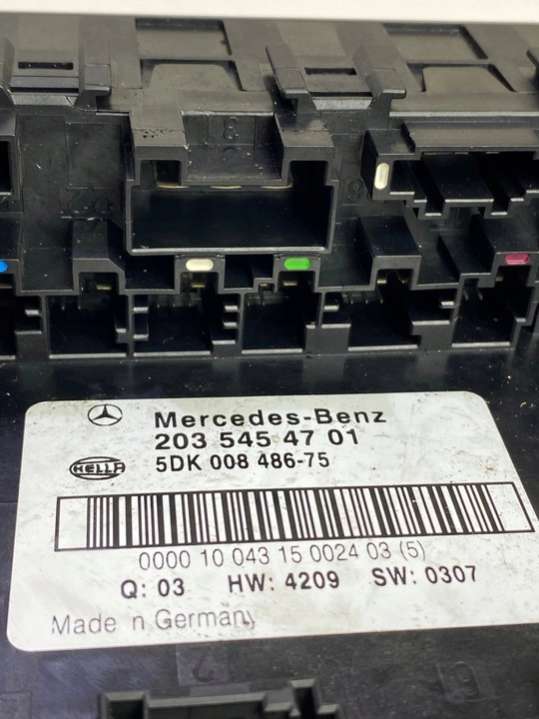 Mercedes-Benz
203 545 47 01
HELLA
5DK 008 486-75
0000 10 043 15 0024 03 (5)
Q: 03 HW: 4209 SW: 0307
Made n Germany